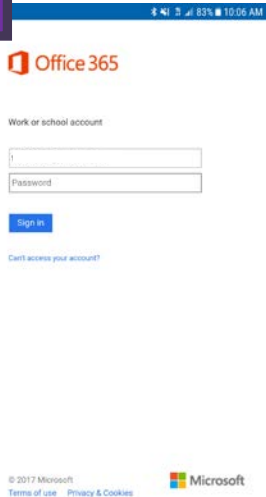 83% 10:06 AM
Office 365
Work or school account
Password
Sign in
Can't access your account?
© 2017 Microsoft
Microsoft
Terms of use Privacy & Cookies